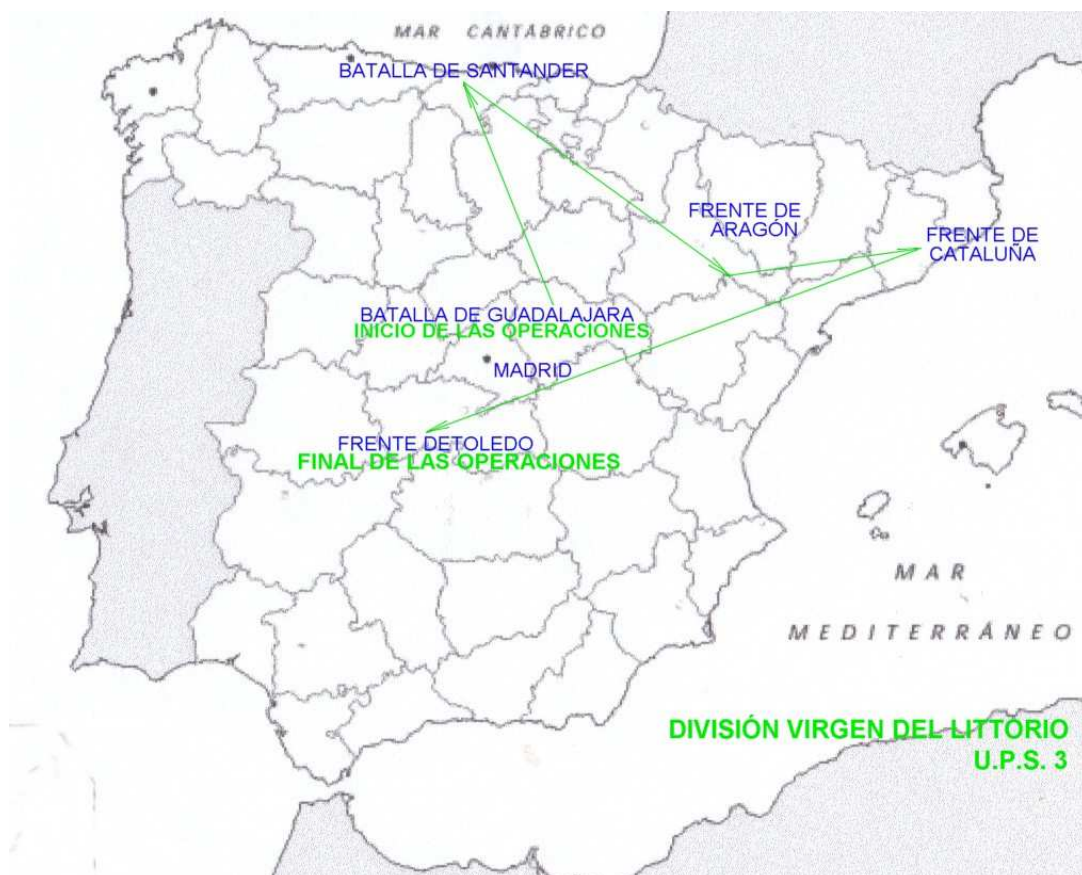 MAR CANTÁBRICO
BATALLA DE SANTANDER
FRENTE DE
ARAGÓN
FRENTE DE
CATALUÑA
BATALLA DE GUADALAJARA
INICIO DE LAS OPERACIONES
MADRID
FRENTE DETOLEDO
FINAL DE LAS OPERACIONES
MAR
MEDITERRÁNEO
DIVISIÓN VIRGEN DEL LITTORIO
U.P.S. 3